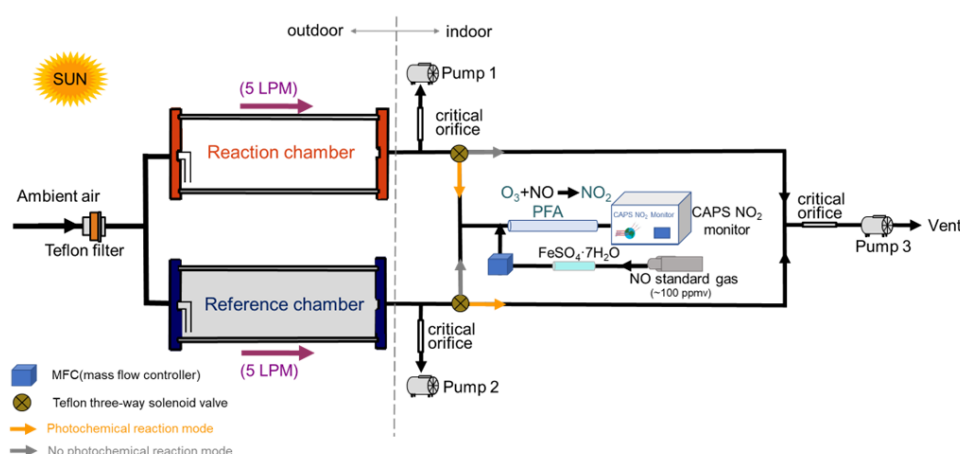 outdoor
indoor
SUN
(5 LPM)
Pump 1
critical
orifice
Reaction chamber
Ambient air
Teflon filter
O₃+NO → NO₂
PFA
CAPS NO₂ Monitor
CAPS NO₂
monitor
FeSO₄·7H₂O
NO standard gas
(~100 ppmv)
critical
orifice
Pump 3
Vent
Reference chamber
(5 LPM)
critical
orifice
Pump 2
MFC(mass flow controller)
Teflon three-way solenoid valve
Photochemical reaction mode
No photochemical reaction mode